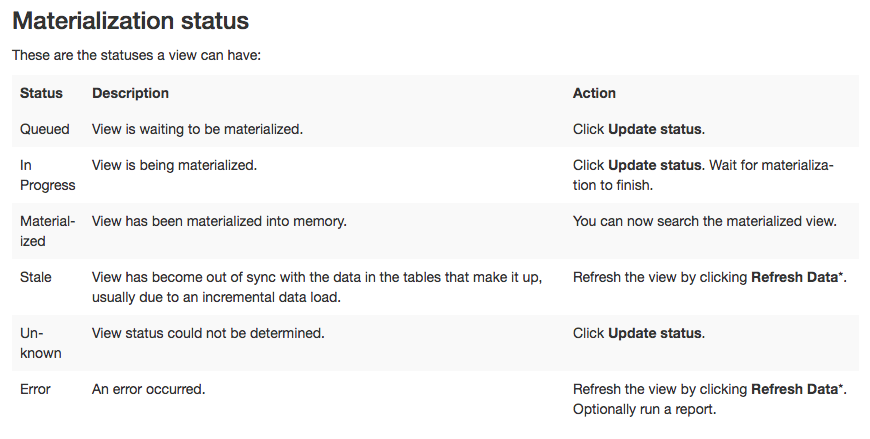 Materialization status
These are the statuses a view can have:
Status Description Action
Queued View is waiting to be materialized. Click Update status.
In View is being materialized. Click Update status. Wait for materializa-
Progress tion to finish.
Material- View has been materialized into memory. You can now search the materialized view.
ized
Stale View has become out of sync with the data in the tables that make it up, Refresh the view by clicking Refresh Data*.
usually due to an incremental data load.
Un- View status could not be determined. Click Update status.
known
Error An error occurred. Refresh the view by clicking Refresh Data*.
Optionally run a report.